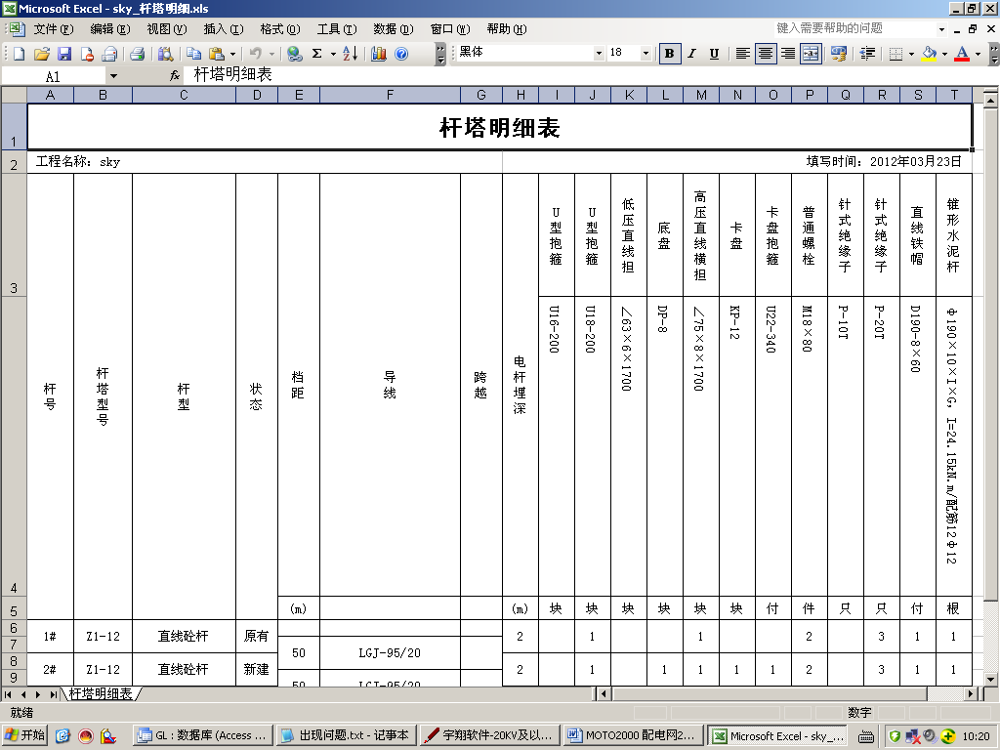 Microsoft Excel - sky_杆塔明细.xls
文件(F) 编辑(E) 视图(V) 插入(I) 格式(O) 工具(T) 数据(D) 窗口(W) 帮助(H) 键入需要帮助的问题
黑体 18 B I U
A1 fx 杆塔明细表
A B C D E F G H I J K L M N O P Q R S T
1 杆塔明细表
2 工程名称: sky 填写时间: 2012年03月23日
3 U型抱箍 U型抱箍 低压直线担 底盘 高压直线横担 卡盘 卡盘抱箍 普通螺栓 针式绝缘子 针式绝缘子 直线铁帽 锥形水泥杆
4 杆号 杆塔型号 杆型 状态 档距 导线 跨越 电杆埋深 U16-200 U18-200 ∠63×6×1700 DP-8 ∠75×8×1700 KP-12 U22-340 M18×80 P-10T P-20T D190-8×60 φ190×10×I×G, I=24.15kN.m/配筋12φ12
5 (m) (m) 块 块 块 块 块 块 付 件 只 只 付 根
6
7 1# Z1-12 直线砼杆 原有 2 1 1 2 3 1 1
50 LGJ-95/20
8
9 2# Z1-12 直线砼杆 新建 2 1 1 1 1 1 2 3 1 1
50 LGJ-95/20
杆塔明细表
就绪 数字
开始 GL : 数据库 (Access ... 出现问题.txt - 记事本 宇翔软件-20KV及以... MOTO2000 配电网2... Microsoft Excel - sky_... 10:20